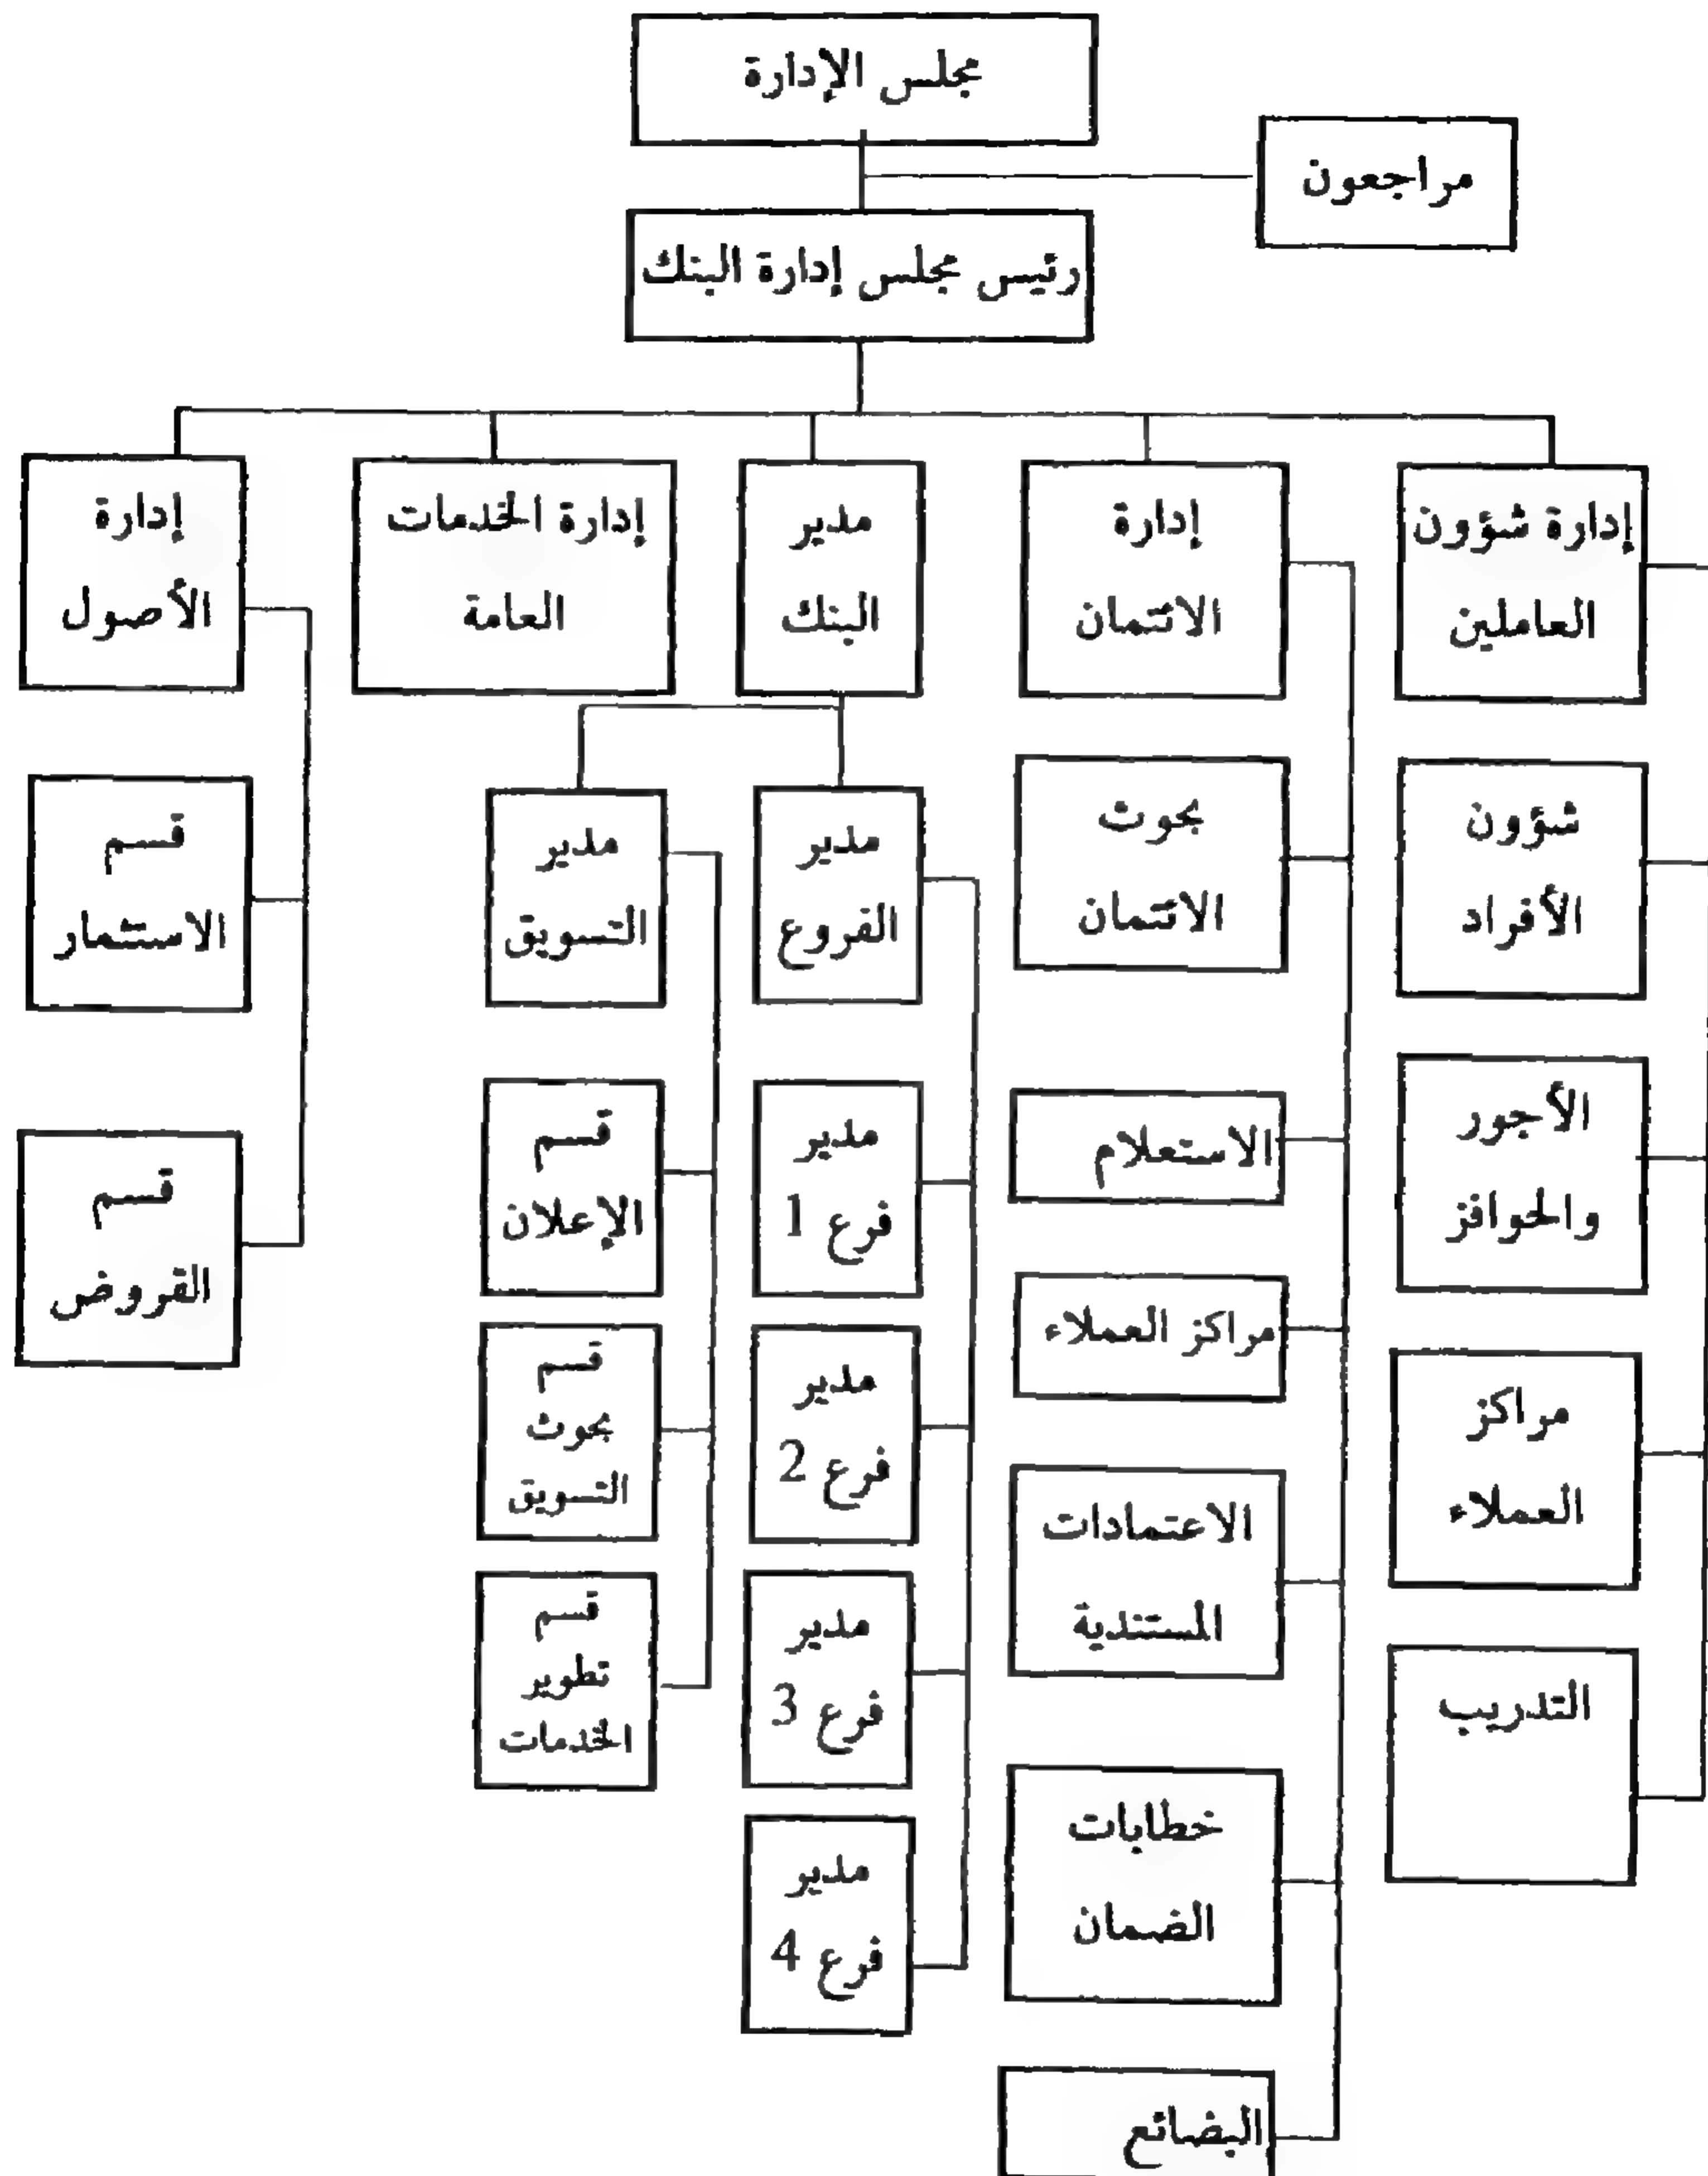 مجلس الإدارة
مراجعون
رئيس مجلس إدارة البنك
إدارة شؤون
العاملين
إدارة
الائتمان
مدير
البنك
إدارة الخدمات
العامة
إدارة
الأصول
شؤون
الأفراد
الأجور
والحوافز
مراكز
العملاء
التدريب
بحوث
الائتمان
الاستعلام
مراكز العملاء
الاعتمادات
المستندية
خطابات
الضمان
البضائع
مدير
الفروع
مدير
فرع 1
مدير
فرع 2
مدير
فرع 3
مدير
فرع 4
مدير
التسويق
قسم
الإعلان
قسم
بحوث
التسويق
قسم
تطوير
الخدمات
قسم
الاستثمار
قسم
القروض